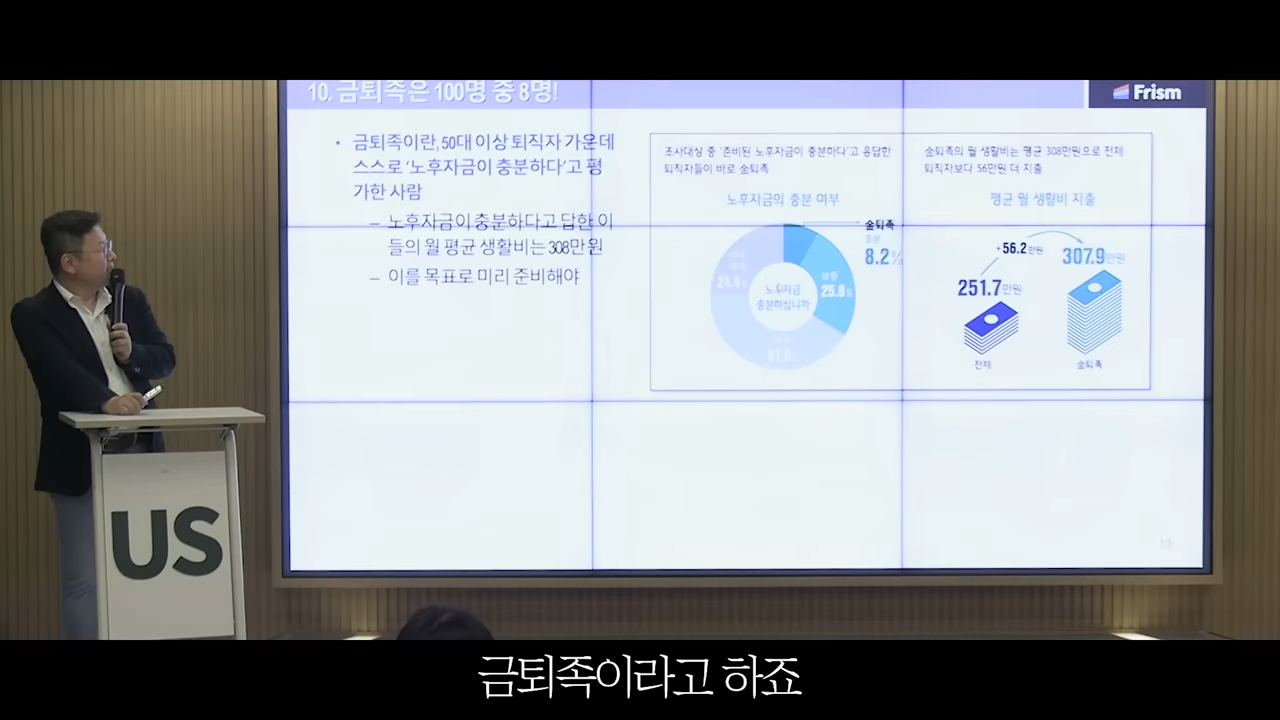 10. 금퇴족은 100명 중 8명!
Frism
• 금퇴족이란, 50대 이상 퇴직자 가운데
스스로 '노후자금이 충분하다'고 평
가한 사람
– 노후자금이 충분하다고 답한 이
들의 월 평균 생활비는 308만원
– 이를 목표로 미리 준비해야
조사대상 중 '준비된 노후자금이 충분하다'고 응답한
퇴직자들이 바로 金퇴족
노후자금의 충분 여부
金퇴족
충분
8.2%
보통
25.8%
24.4%
노후자금
충분하십니까
金퇴족의 월 생활비는 평균 308만원으로 전체
퇴직자보다 56만원 더 지출
평균 월 생활비 지출
+56.2만원
307.9만원
251.7만원
전체
金퇴족
13
US
금퇴족이라고 하죠